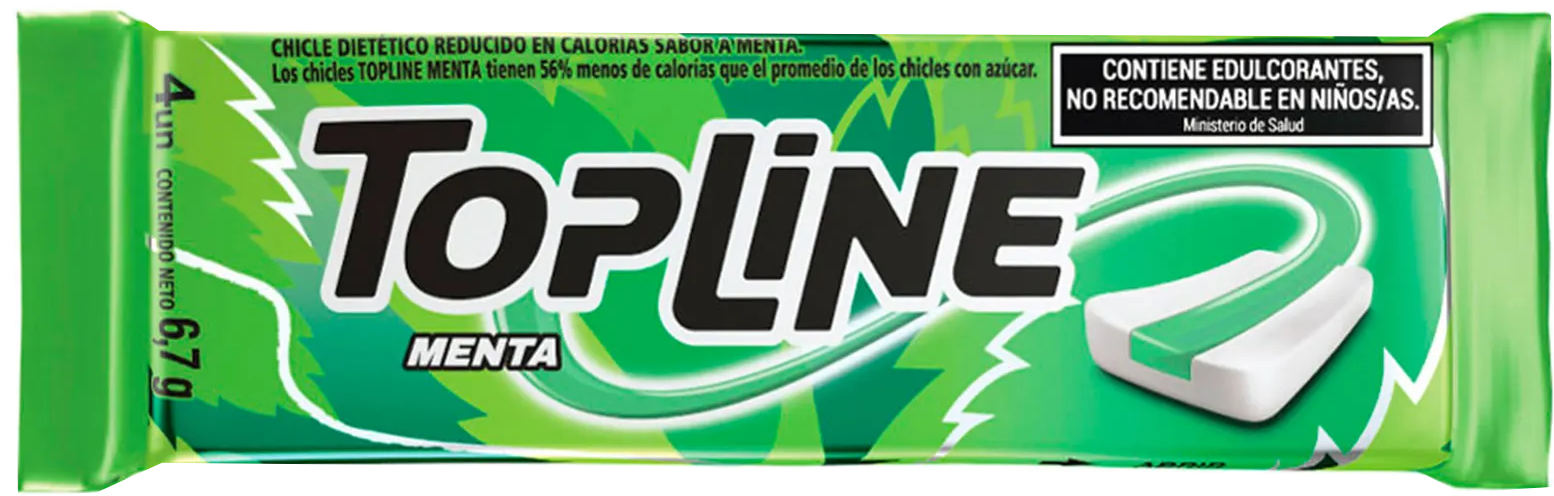 CHICLE DIETÉTICO REDUCIDO EN CALORÍAS SABOR A MENTA.
Los chicles TOPLINE MENTA tienen 56% menos de calorías que el promedio de los chicles con azúcar.
CONTIENE EDULCORANTES,
NO RECOMENDABLE EN NIÑOS/AS.
Ministerio de Salud
4 un CONTENIDO NETO 6,7 g
TOPLINE
MENTA